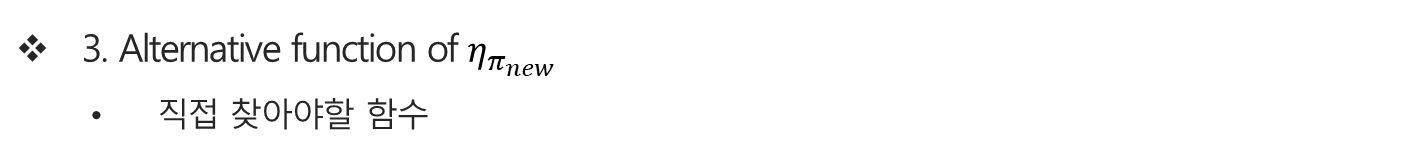 ❖ 3. Alternative function of η_{π_{new}}
• 직접 찾아야할 함수